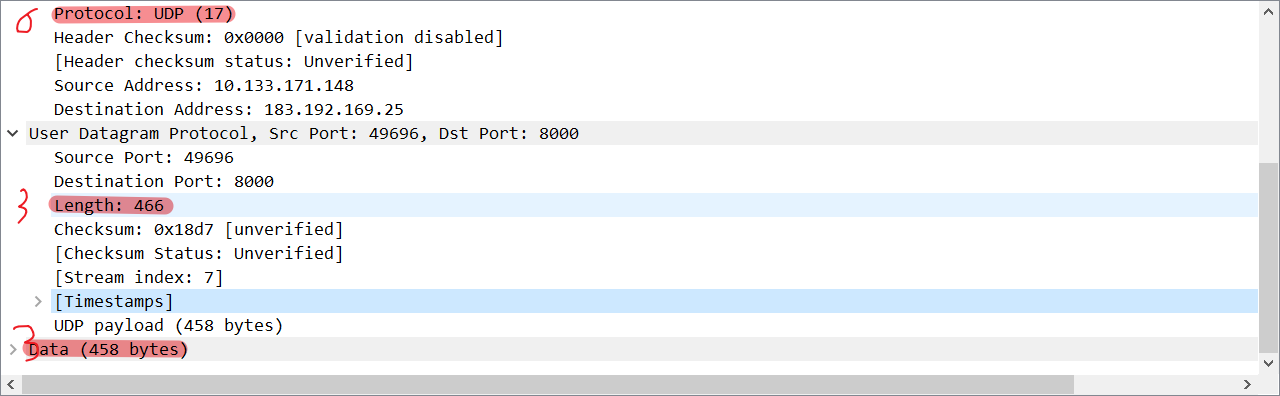 6 Protocol: UDP (17)
Header Checksum: 0x0000 [validation disabled]
[Header checksum status: Unverified]
Source Address: 10.133.171.148
Destination Address: 183.192.169.25
User Datagram Protocol, Src Port: 49696, Dst Port: 8000
Source Port: 49696
Destination Port: 8000
3 Length: 466
Checksum: 0x18d7 [unverified]
[Checksum Status: Unverified]
[Stream index: 7]
[Timestamps]
UDP payload (458 bytes)
3 Data (458 bytes)